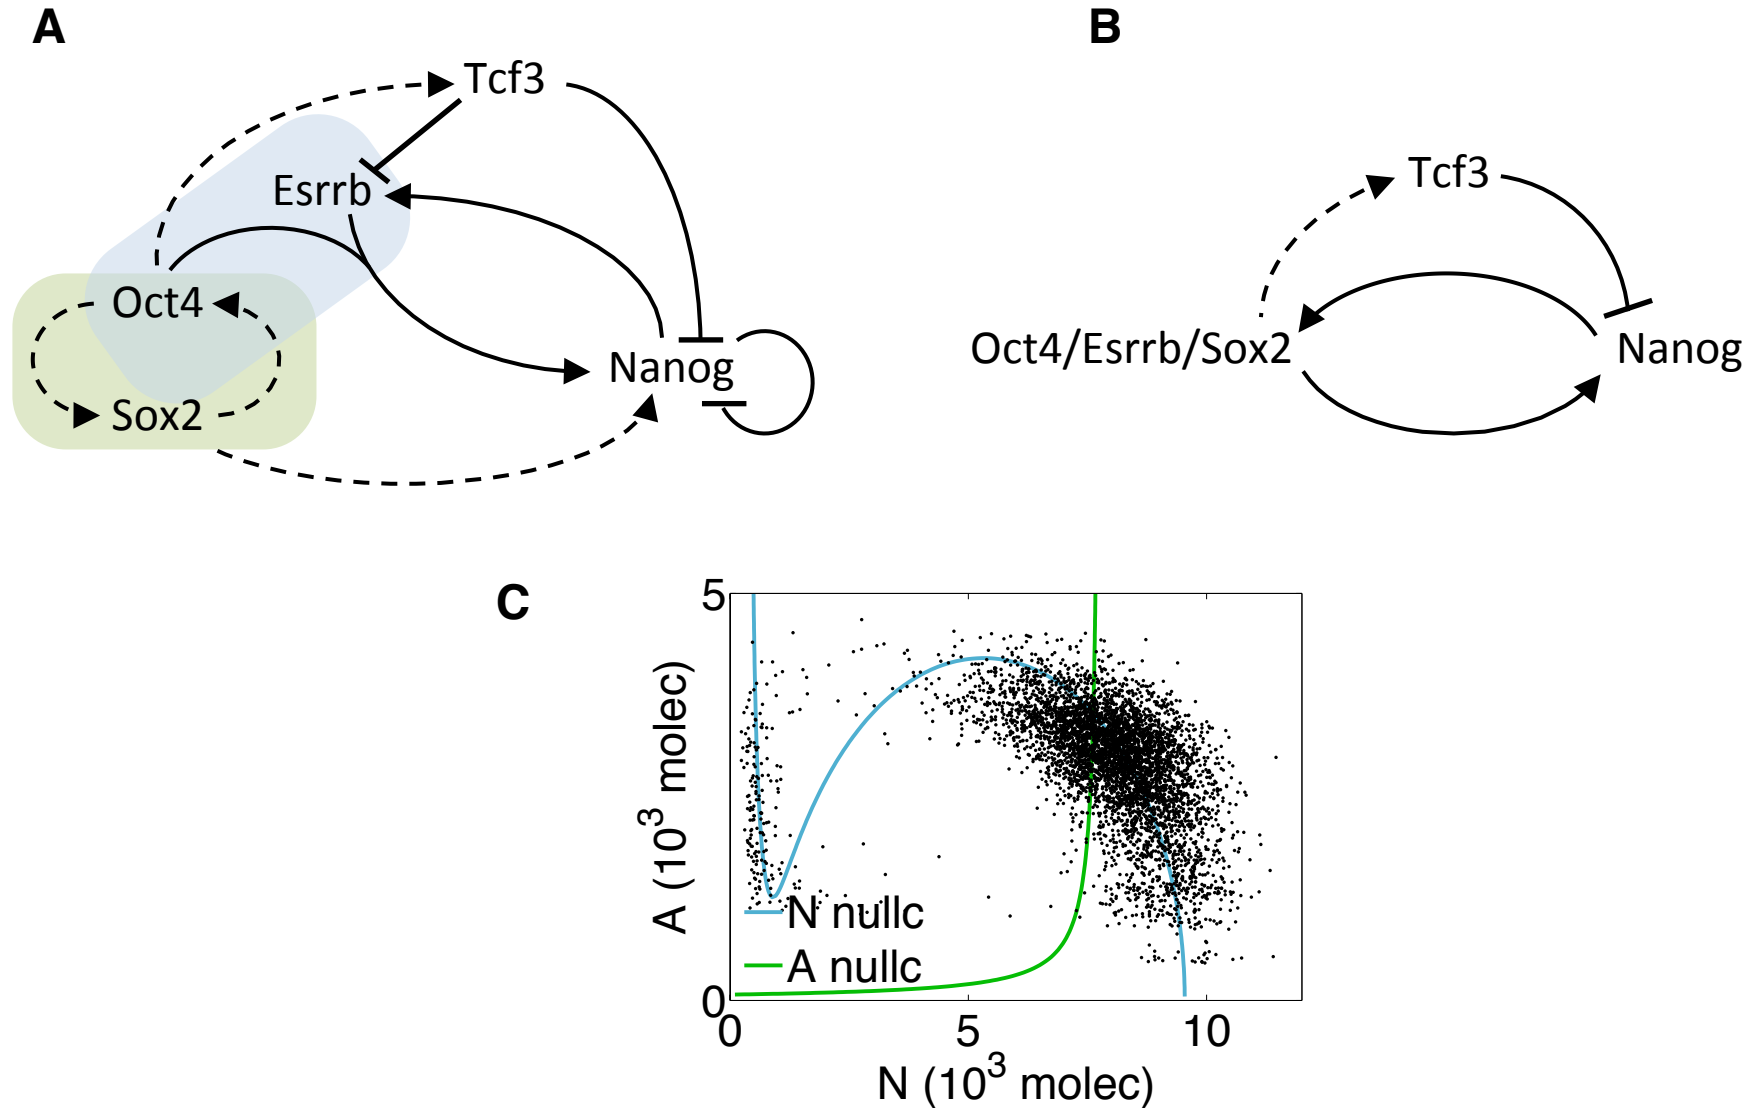 A
Tcf3
Esrrb
Oct4
Nanog
Sox2
B
Tcf3
Oct4/Esrrb/Sox2
Nanog
C
5
A (10³ molec)
N nullc
A nullc
0
0
5
10
N (10³ molec)